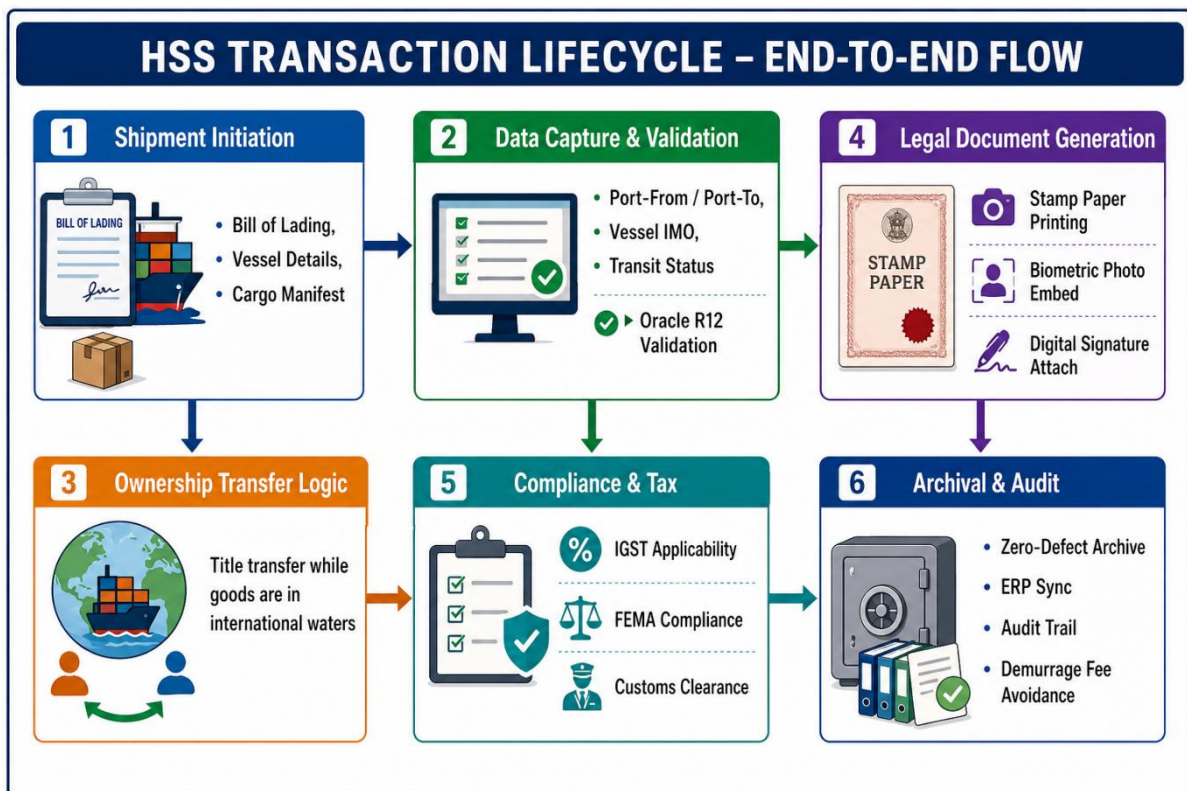 HSS TRANSACTION LIFECYCLE – END-TO-END FLOW
1 Shipment Initiation
BILL OF LADING
• Bill of Lading,
• Vessel Details,
• Cargo Manifest
2 Data Capture & Validation
• Port-From / Port-To,
• Vessel IMO,
• Transit Status
Oracle R12
Validation
4 Legal Document Generation
STAMP
PAPER
Stamp Paper
Printing
Biometric Photo
Embed
Digital Signature
Attach
3 Ownership Transfer Logic
Title transfer while
goods are in
international waters
5 Compliance & Tax
%
IGST Applicability
FEMA Compliance
Customs Clearance
6 Archival & Audit
• Zero-Defect Archive
• ERP Sync
• Audit Trail
• Demurrage Fee
Avoidance